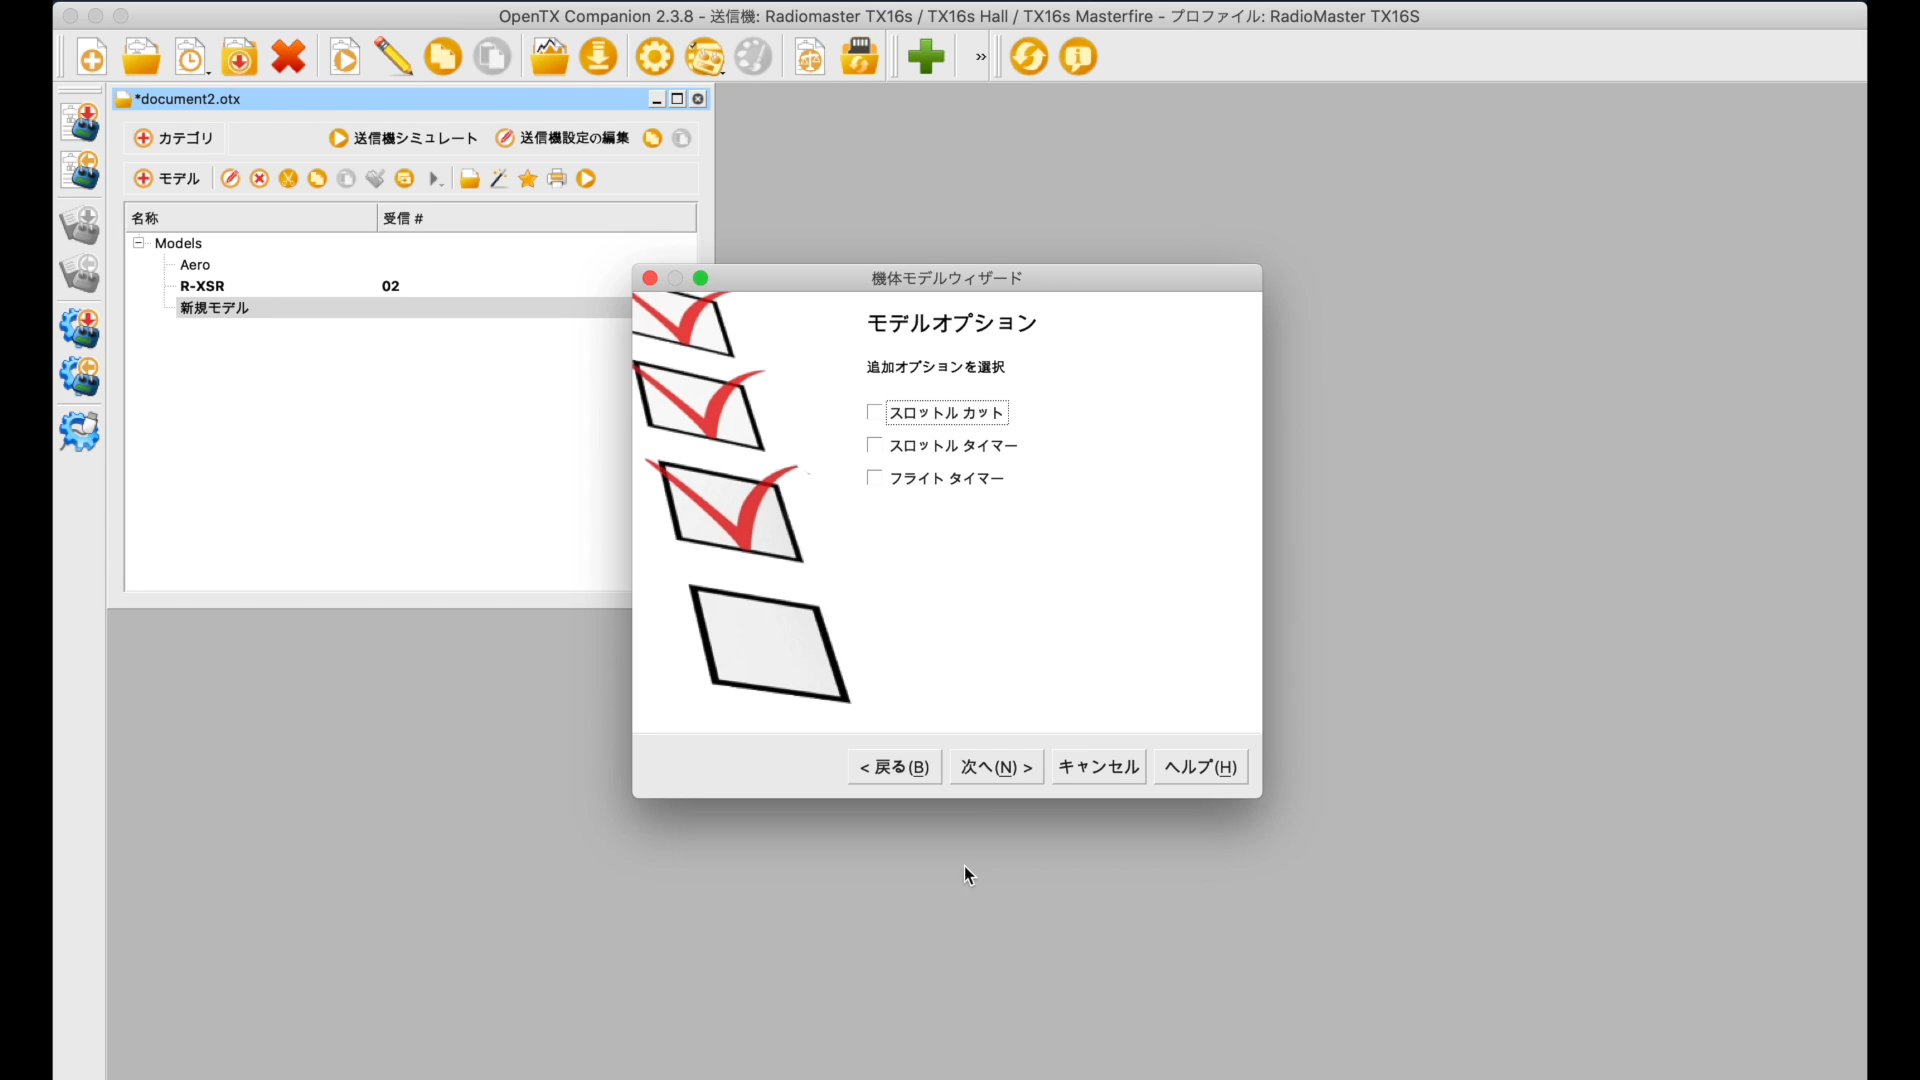 OpenTX Companion 2.3.8 - 送信機: Radiomaster TX16s / TX16s Hall / TX16s Masterfire - プロファイル: RadioMaster TX16S
»
*document2.otx
カテゴリ 送信機シミュレート 送信機設定の編集
モデル
名称 受信 #
Models
Aero
R-XSR 02
新規モデル
機体モデルウィザード
モデルオプション
追加オプションを選択
スロットル カット
スロットル タイマー
フライト タイマー
< 戻る(B) 次へ(N) > キャンセル ヘルプ(H)